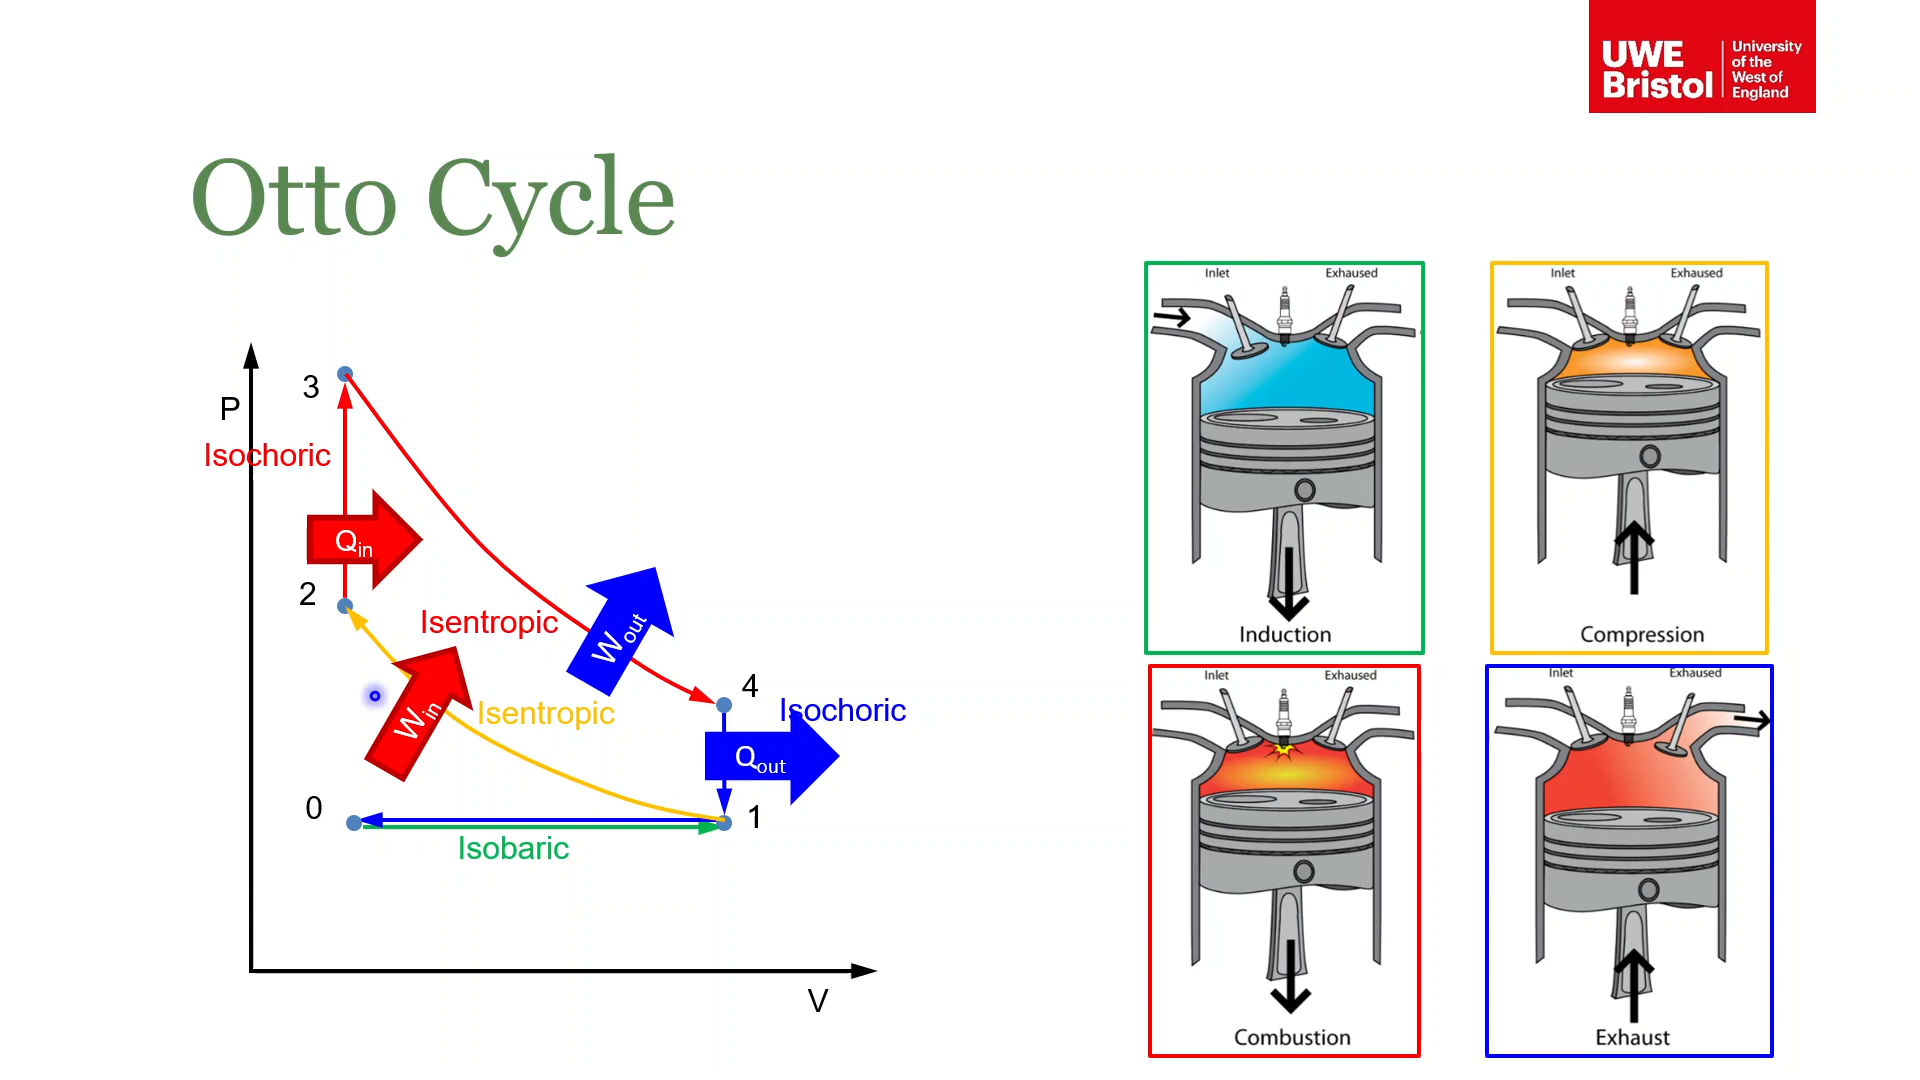 UWE
Bristol
University
of the
West of
England
Otto Cycle
P
3
Isochoric
Qin
2
Isentropic
Wout
Win
Isentropic
4
Isochoric
Qout
0
1
Isobaric
V
Inlet
Exhaused
Induction
Inlet
Exhaused
Compression
Inlet
Exhaused
Combustion
Inlet
Exhaused
Exhaust